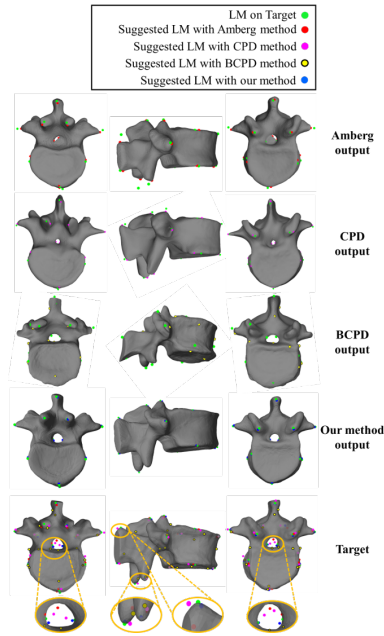 LM on Target
Suggested LM with Amberg method
Suggested LM with CPD method
Suggested LM with BCPD method
Suggested LM with our method
Amberg
output
CPD
output
BCPD
output
Our method
output
Target